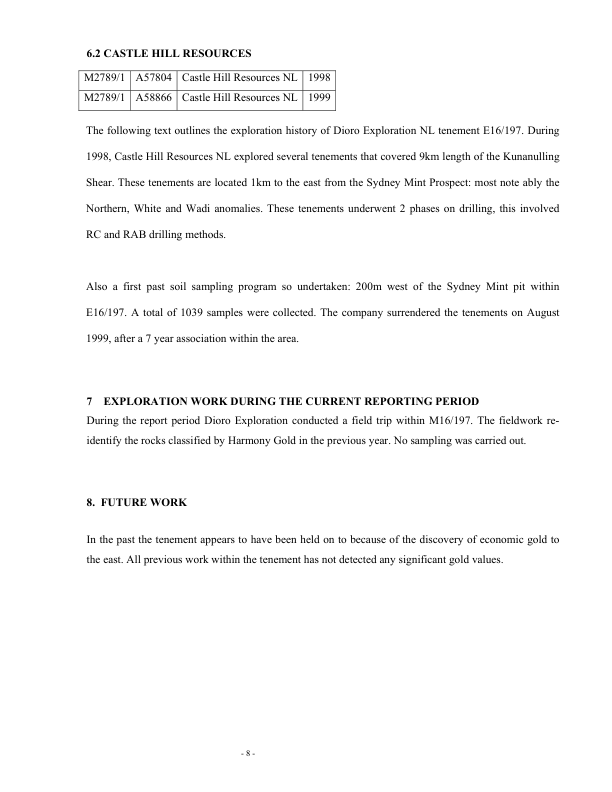 6.2 CASTLE HILL RESOURCES
M2789/1 A57804 Castle Hill Resources NL 1998
M2789/1 A58866 Castle Hill Resources NL 1999
The following text outlines the exploration history of Dioro Exploration NL tenement E16/197. During
1998, Castle Hill Resources NL explored several tenements that covered 9km length of the Kunanulling
Shear. These tenements are located 1km to the east from the Sydney Mint Prospect: most note ably the
Northern, White and Wadi anomalies. These tenements underwent 2 phases on drilling, this involved
RC and RAB drilling methods.
Also a first past soil sampling program so undertaken: 200m west of the Sydney Mint pit within
E16/197. A total of 1039 samples were collected. The company surrendered the tenements on August
1999, after a 7 year association within the area.
7 EXPLORATION WORK DURING THE CURRENT REPORTING PERIOD
During the report period Dioro Exploration conducted a field trip within M16/197. The fieldwork re-
identify the rocks classified by Harmony Gold in the previous year. No sampling was carried out.
8. FUTURE WORK
In the past the tenement appears to have been held on to because of the discovery of economic gold to
the east. All previous work within the tenement has not detected any significant gold values.
- 8 -